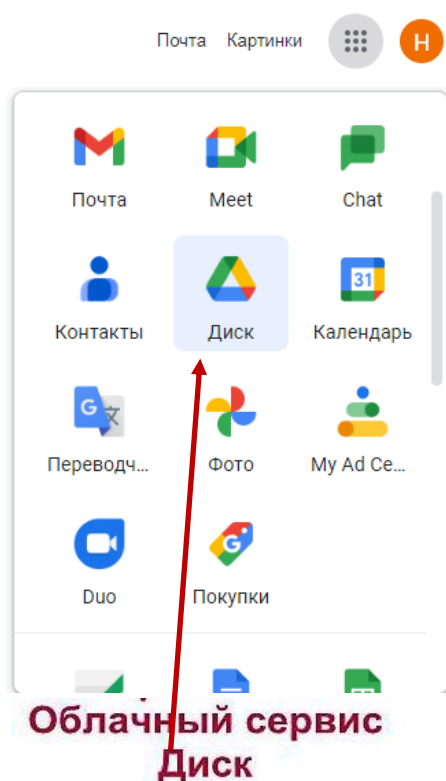 Почта Картинки Н
Почта Meet Chat
31
Контакты Диск Календарь
G 文
Переводч... Фото My Ad Ce...
G
Duo Покупки
Облачный сервис
Диск